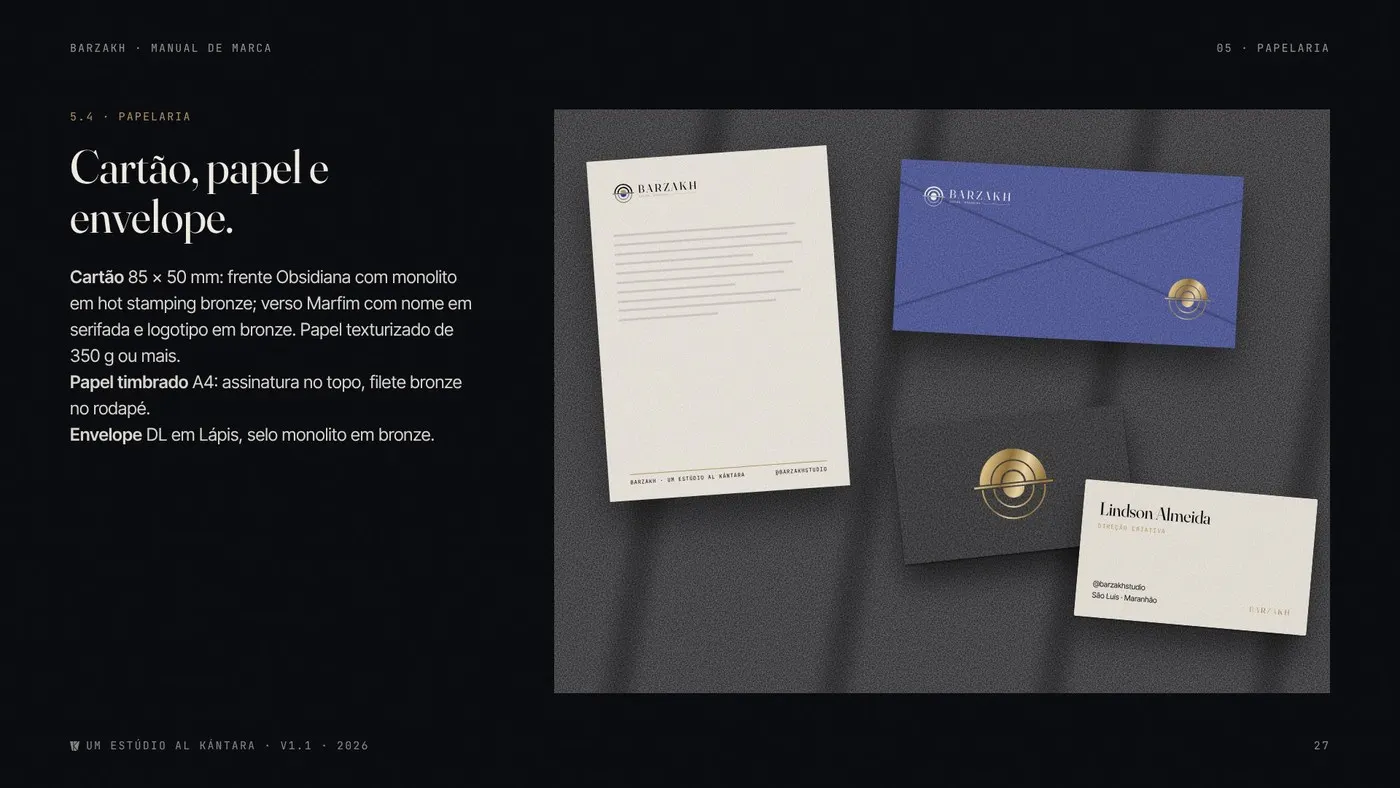 BARZAKH · MANUAL DE MARCA
05 · PAPELARIA
5.4 · PAPELARIA
Cartão, papel e
envelope.
Cartão 85 × 50 mm: frente Obsidiana com monolito
em hot stamping bronze; verso Marfim com nome em
serifada e logotipo em bronze. Papel texturizado de
350 g ou mais.
Papel timbrado A4: assinatura no topo, filete bronze
no rodapé.
Envelope DL em Lápis, selo monolito em bronze.
BARZAKH
BARZAKH · UM ESTÚDIO AL KÁNTARA
@BARZAKHSTUDIO
BARZAKH
Lindson Almeida
DIREÇÃO CRIATIVA
@barzakhstudio
São Luís · Maranhão
BARZAKH
UM ESTÚDIO AL KÁNTARA · V1.1 · 2026
27